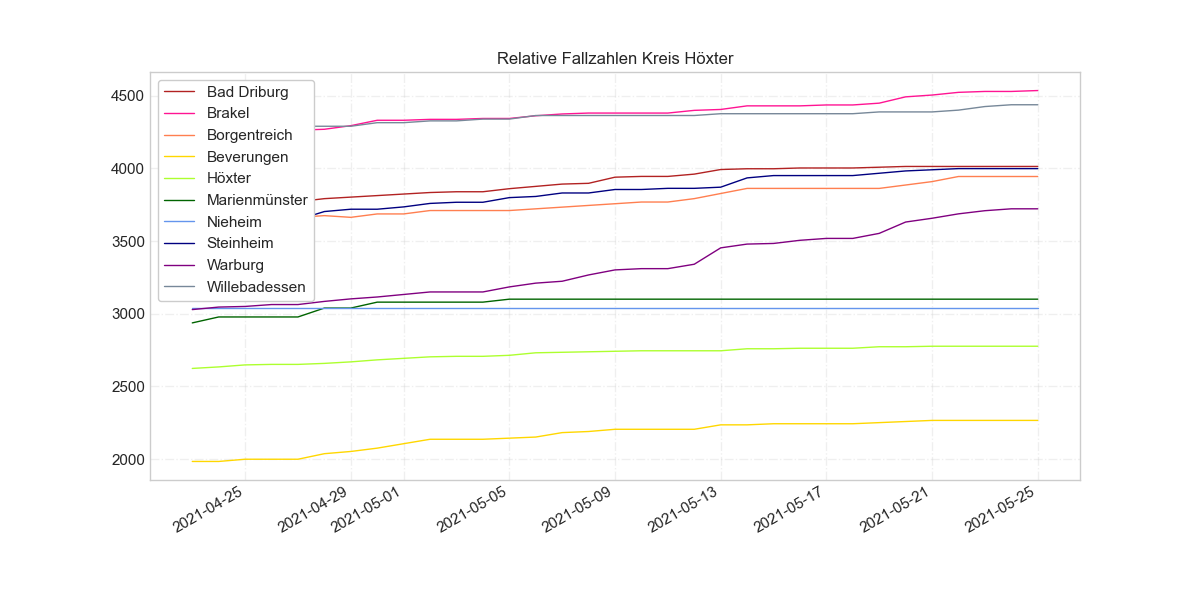 Relative Fallzahlen Kreis Höxter
4500
4000
3500
3000
2500
2000
Bad Driburg
Brakel
Borgentreich
Beverungen
Höxter
Marienmünster
Nieheim
Steinheim
Warburg
Willebadessen
2021-04-25
2021-04-29
2021-05-01
2021-05-05
2021-05-09
2021-05-13
2021-05-17
2021-05-21
2021-05-25